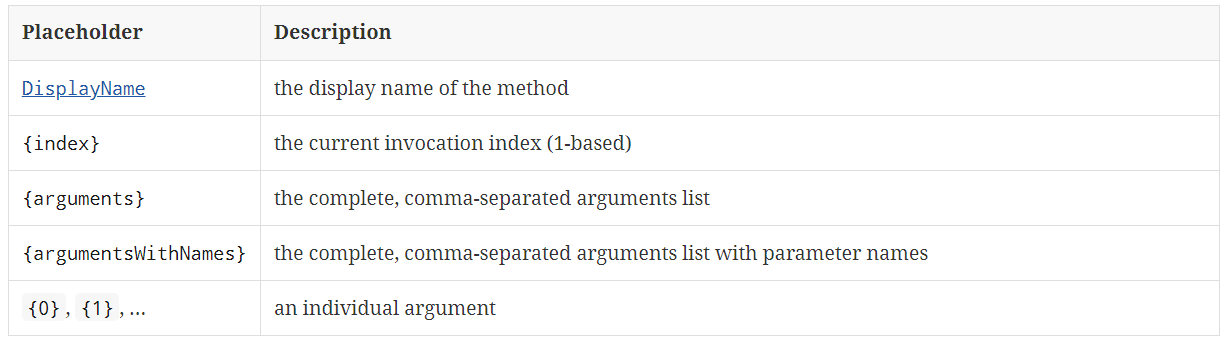 Placeholder Description
DisplayName the display name of the method
{index} the current invocation index (1-based)
{arguments} the complete, comma-separated arguments list
{argumentsWithNames} the complete, comma-separated arguments list with parameter names
{0}, {1}, … an individual argument